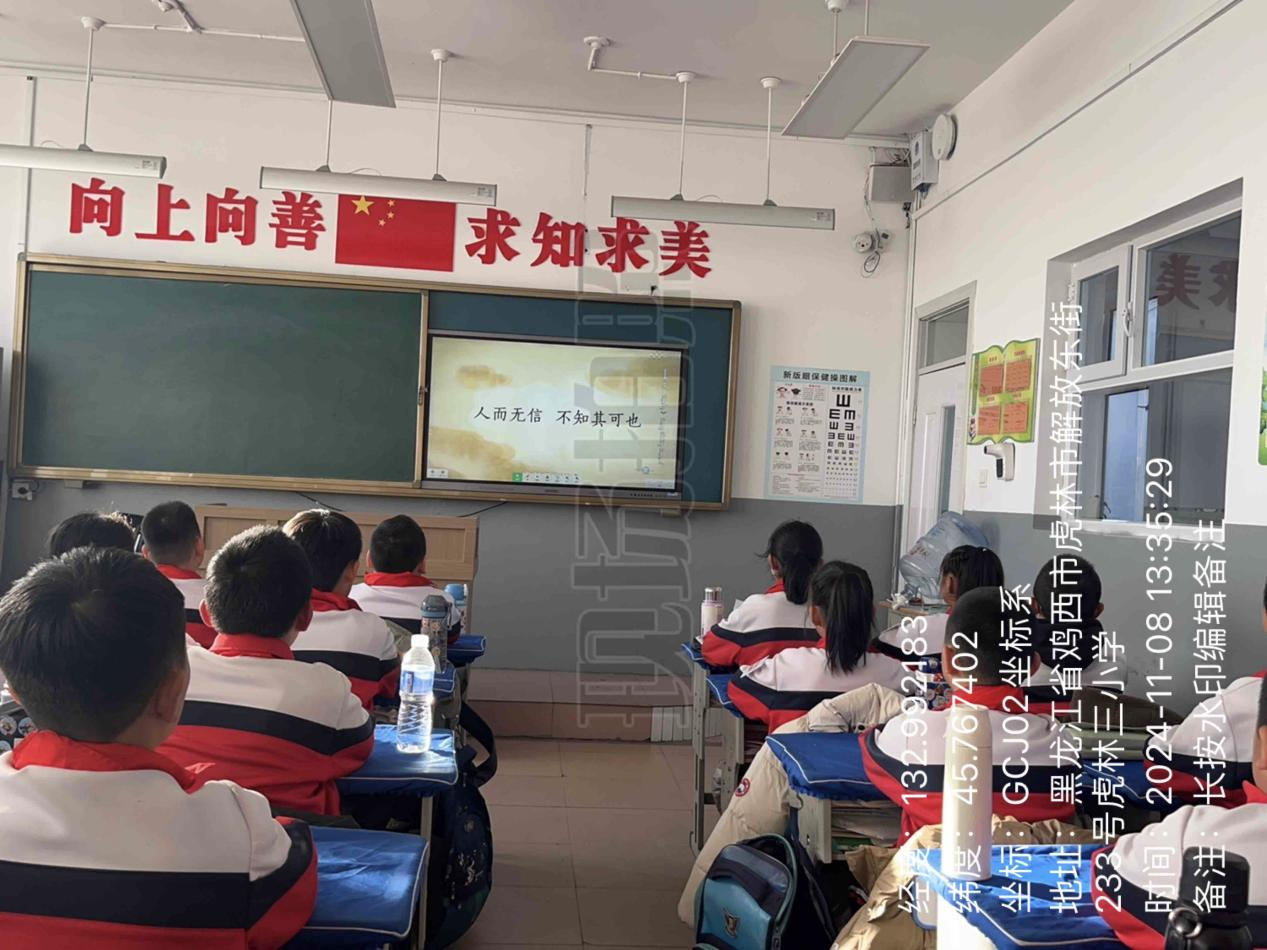 向上向善 求知求美
人而无信 不知其可也
新版眼保健操图解
经度：132.992183
纬度：45.767402
坐标：GCJ02坐标系
地址：黑龙江省鸡西市虎林市解放东街
233号虎林三小学
时间：2024-11-08 13:35:29
备注：长按水印编辑备注